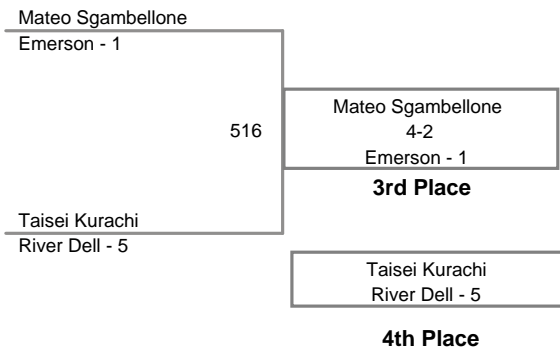 Mateo Sgambellone
Emerson - 1
516
Mateo Sgambellone
4-2
Emerson - 1
3rd Place
Taisei Kurachi
River Dell - 5
Taisei Kurachi
River Dell - 5
4th Place